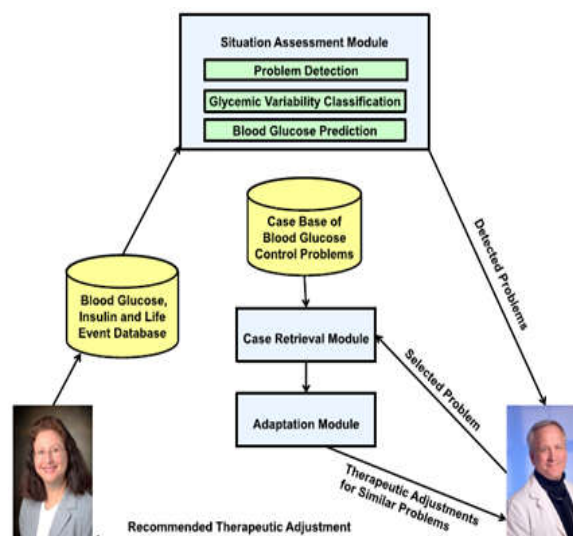 Situation Assessment Module
Problem Detection
Glycemic Variability Classification
Blood Glucose Prediction
Case Base of
Blood Glucose
Control Problems
Detected Problems
Blood Glucose,
Insulin and Life
Event Database
Case Retrieval Module
Selected Problem
Adaptation Module
Therapeutic Adjustments
for Similar Problems
Recommended Therapeutic Adjustment